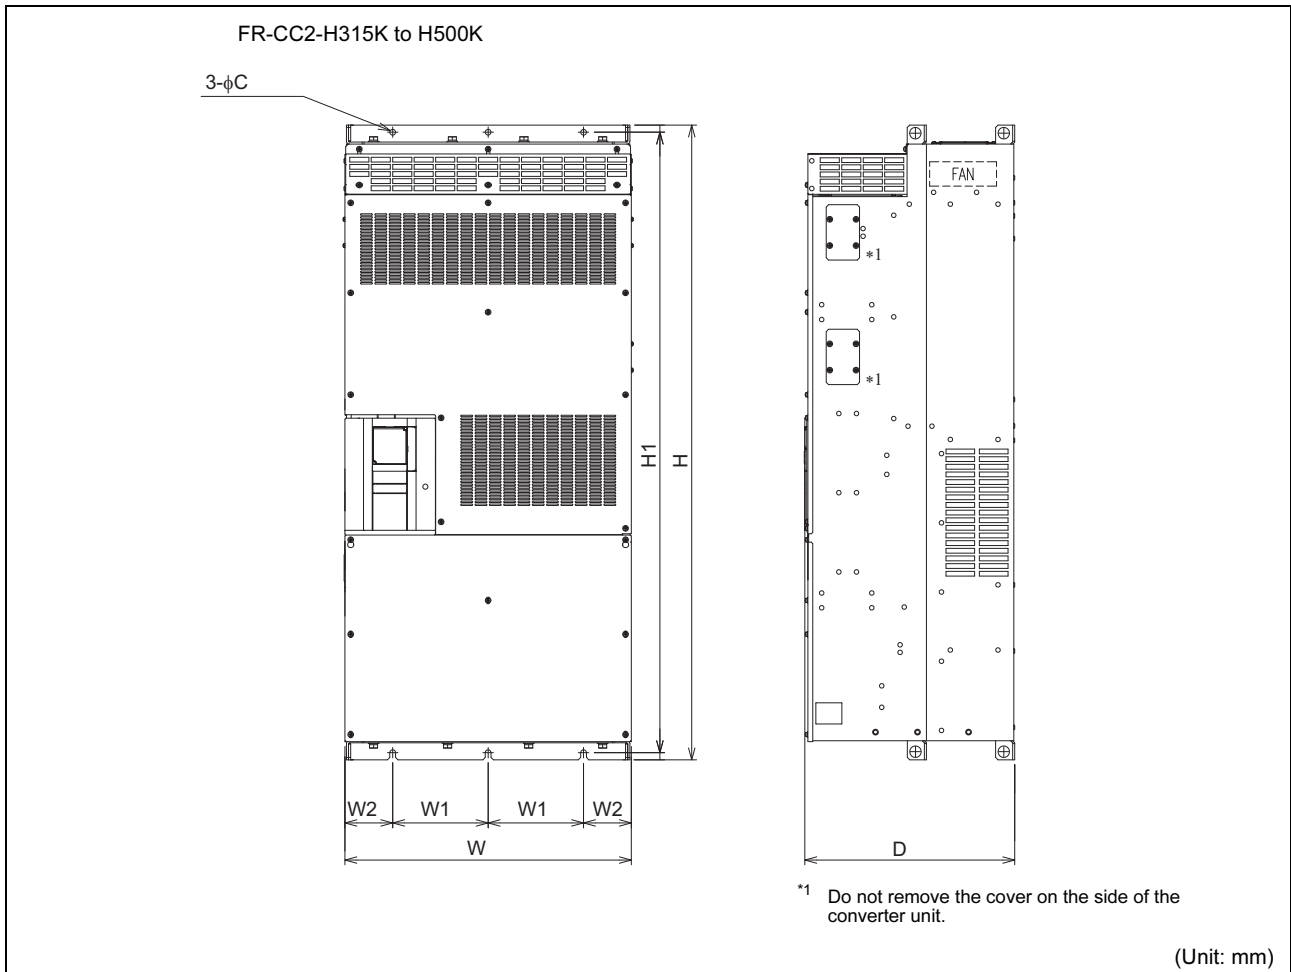 FR-CC2-H315K to H500K
3-ϕC
FAN
*1
*1
H1
H
W2
W1
W1
W2
W
D
*1 Do not remove the cover on the side of the
converter unit.
(Unit: mm)